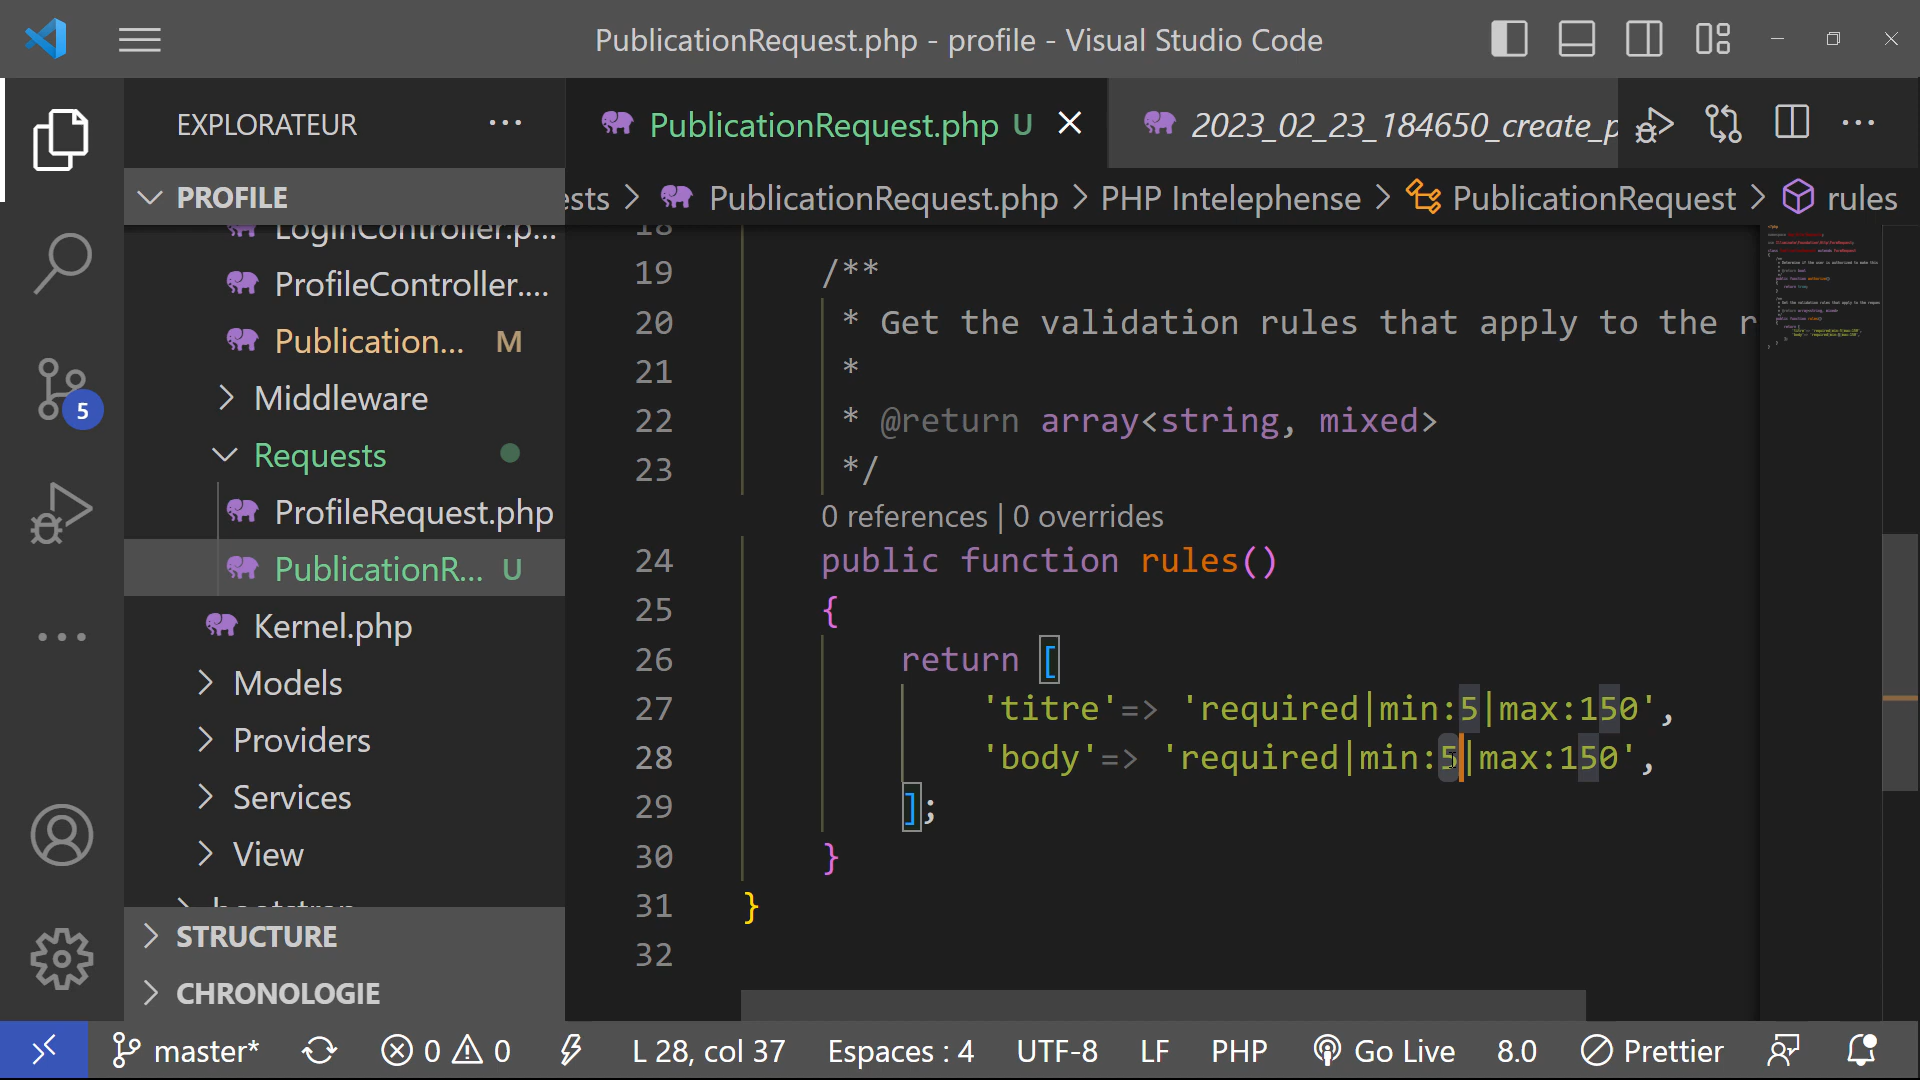 PublicationRequest.php - profile - Visual Studio Code
EXPLORATEUR
PublicationRequest.php U
2023_02_23_184650_create_p
PROFILE
ests > PublicationRequest.php > PHP Intelephense > PublicationRequest > rules
LoginController.p...
ProfileController....
Publication... M
Middleware
Requests
ProfileRequest.php
PublicationR... U
Kernel.php
Models
Providers
Services
View
bootstrap
STRUCTURE
CHRONOLOGIE
5
18
19 /**
20 * Get the validation rules that apply to the r
21 *
22 * @return array<string, mixed>
23 */
0 references | 0 overrides
24 public function rules()
25 {
26 return [
27 'titre'=> 'required|min:5|max:150',
28 'body'=> 'required|min:5|max:150',
29 ];
30 }
31 }
32
master* 0 0 L 28, col 37 Espaces : 4 UTF-8 LF PHP Go Live 8.0 Prettier